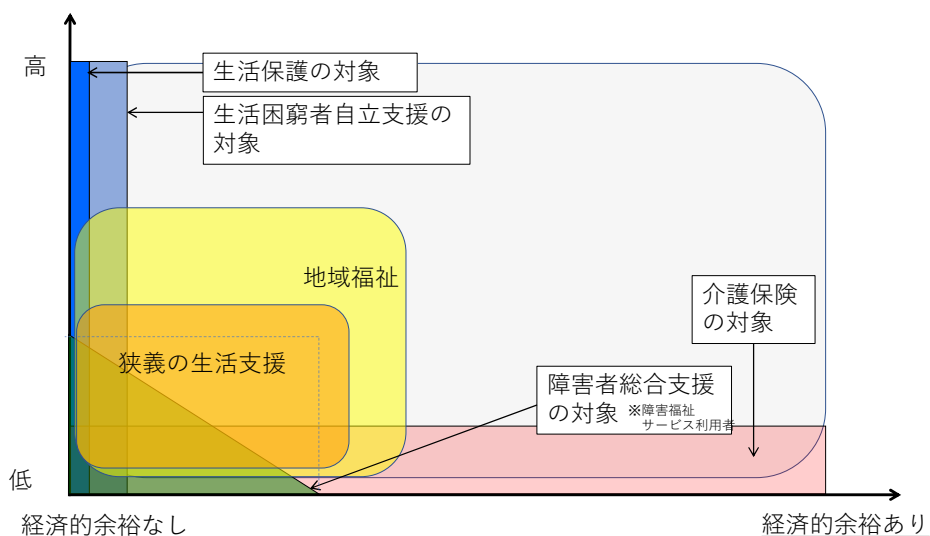 高
生活保護の対象
生活困窮者自立支援の
対象
地域福祉
介護保険
の対象
狭義の生活支援
障害者総合支援
の対象 ※障害福祉
サービス利用者
低
経済的余裕なし
経済的余裕あり